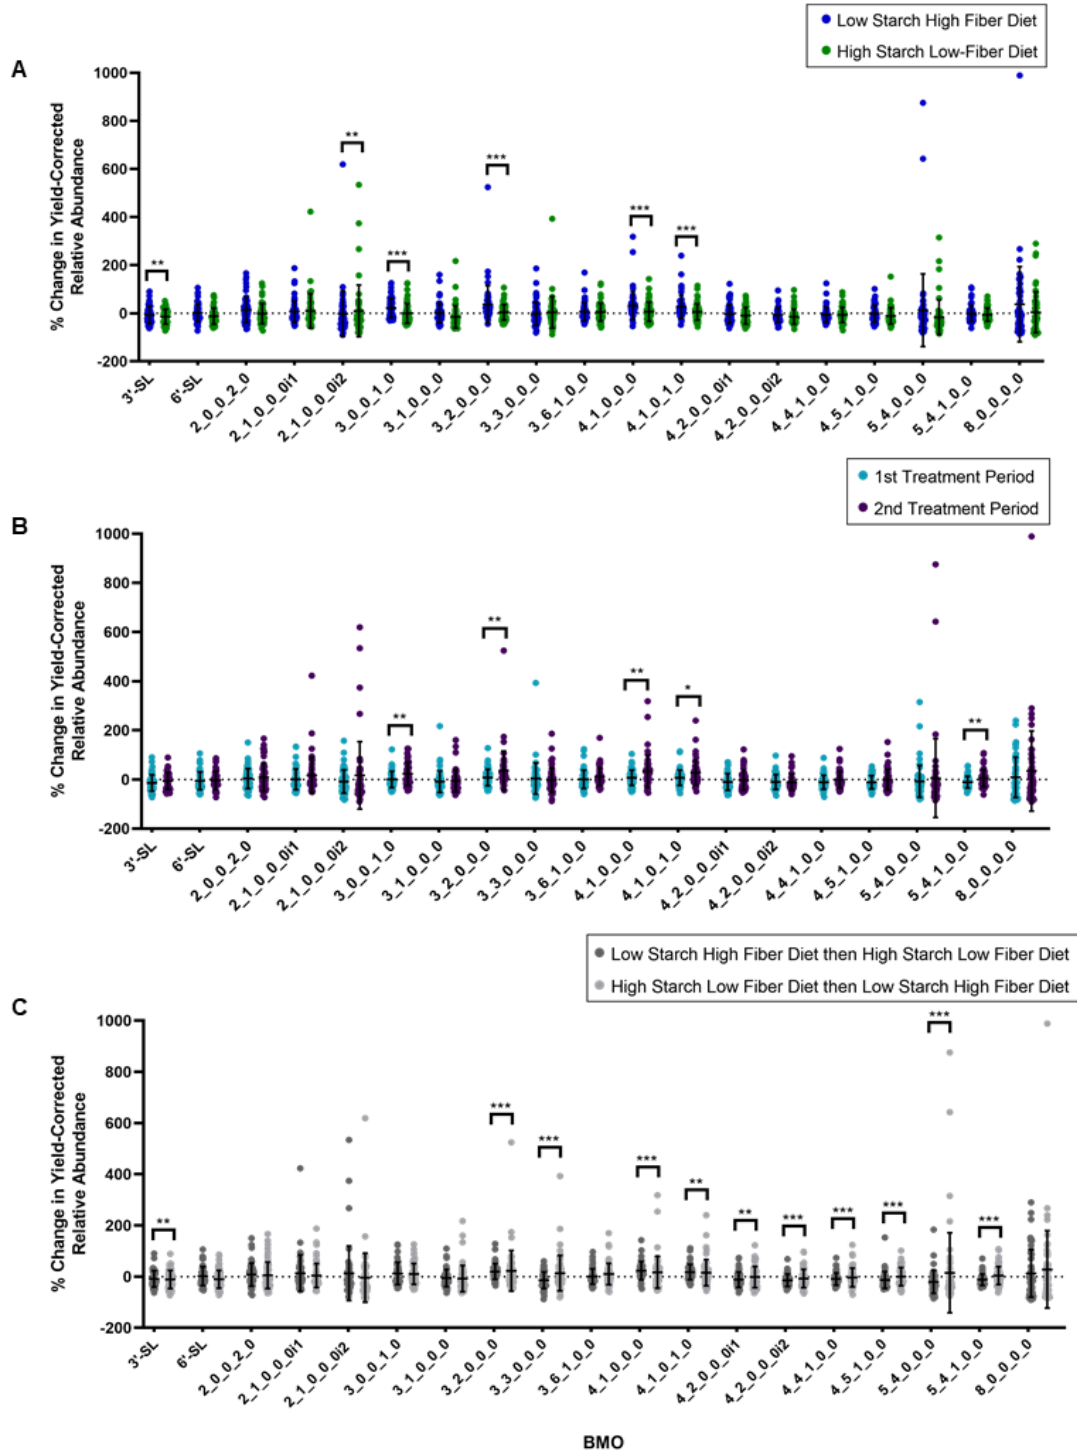 Low Starch High Fiber Diet
High Starch Low-Fiber Diet
A
% Change in Yield-Corrected
Relative Abundance
1000
800
600
400
200
0
-200
**
**
***
***
***
***
3'-SL
6'-SL
2_0_0_2_0
2_1_0_0_0i1
2_1_0_0_0i2
3_0_0_1_0
3_1_0_0_0
3_2_0_0_0
3_3_0_0_0
3_6_1_0_0
4_1_0_0_0
4_1_0_1_0
4_2_0_0_0i1
4_2_0_0_0i2
4_4_1_0_0
4_5_1_0_0
5_4_0_0_0
5_4_1_0_0
8_0_0_0_0
1st Treatment Period
2nd Treatment Period
B
% Change in Yield-Corrected
Relative Abundance
1000
800
600
400
200
0
-200
**
**
**
*
**
3'-SL
6'-SL
2_0_0_2_0
2_1_0_0_0i1
2_1_0_0_0i2
3_0_0_1_0
3_1_0_0_0
3_2_0_0_0
3_3_0_0_0
3_6_1_0_0
4_1_0_0_0
4_1_0_1_0
4_2_0_0_0i1
4_2_0_0_0i2
4_4_1_0_0
4_5_1_0_0
5_4_0_0_0
5_4_1_0_0
8_0_0_0_0
Low Starch High Fiber Diet then High Starch Low Fiber Diet
High Starch Low Fiber Diet then Low Starch High Fiber Diet
C
% Change in Yield-Corrected
Relative Abundance
1000
800
600
400
200
0
-200
**
***
***
***
**
**
***
***
***
***
***
3'-SL
6'-SL
2_0_0_2_0
2_1_0_0_0i1
2_1_0_0_0i2
3_0_0_1_0
3_1_0_0_0
3_2_0_0_0
3_3_0_0_0
3_6_1_0_0
4_1_0_0_0
4_1_0_1_0
4_2_0_0_0i1
4_2_0_0_0i2
4_4_1_0_0
4_5_1_0_0
5_4_0_0_0
5_4_1_0_0
8_0_0_0_0
BMO